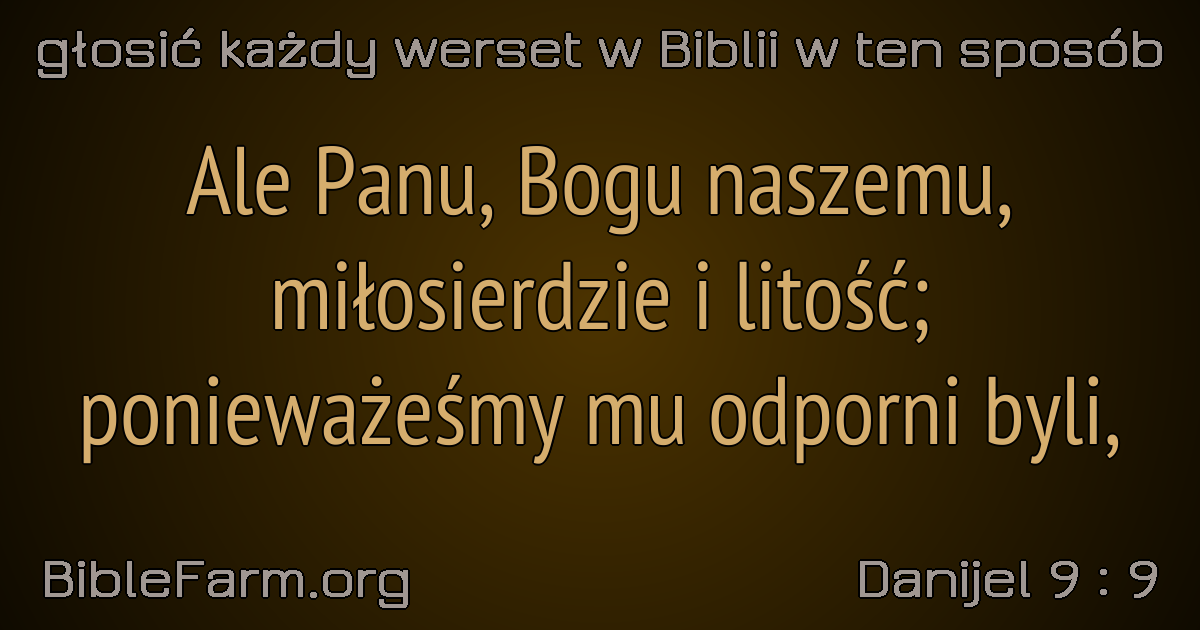 głosić każdy werset w Biblii w ten sposób
Ale Panu, Bogu naszemu,
miłosierdzie i litość;
ponieważeśmy mu odporni byli,
BibleFarm.org
Danijel 9 : 9